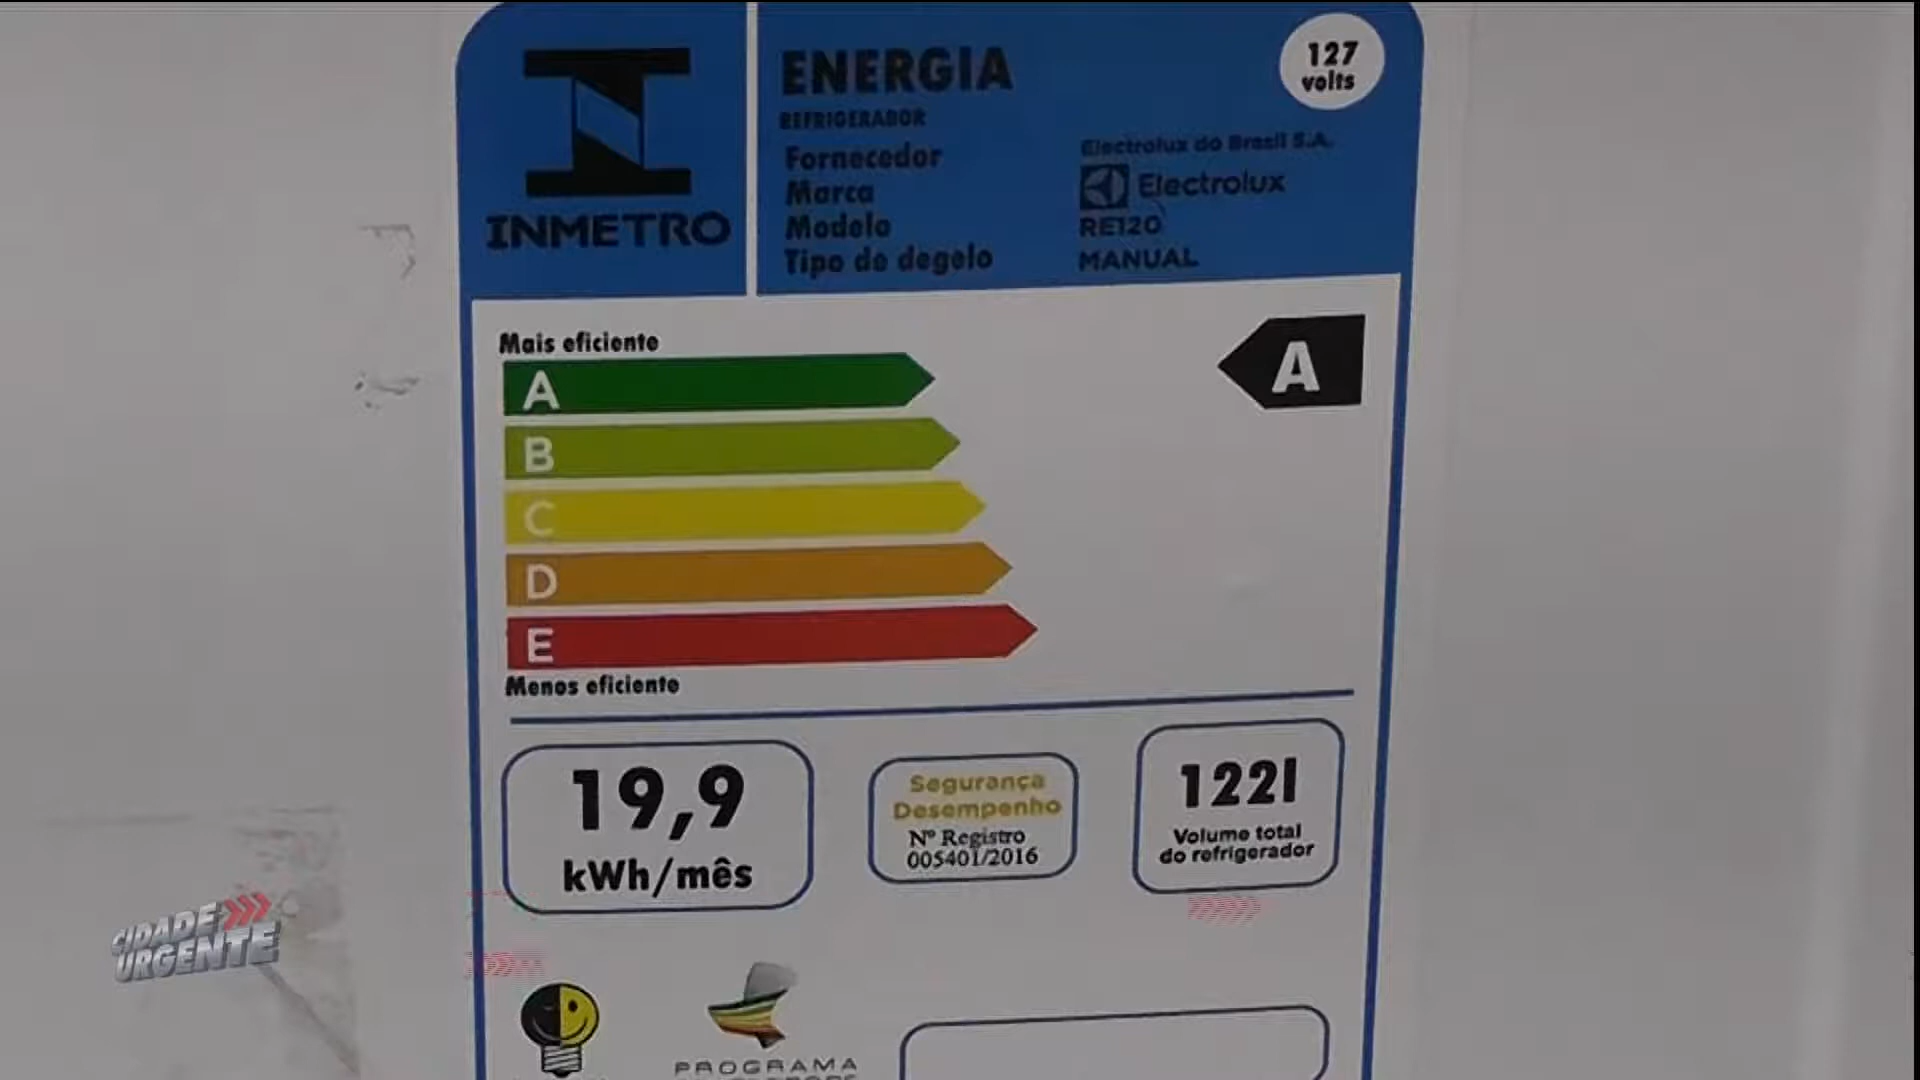 INMETRO
ENERGIA
127
volts
REFRIGERADOR
Fornecedor
Electrolux do Brasil S.A.
Marca
Electrolux
Modelo
RE120
Tipo de degelo
MANUAL
Mais eficiente
A
A
B
C
D
E
Menos eficiente
19,9
kWh/mês
Segurança
Desempenho
Nº Registro
005401/2016
122l
Volume total
do refrigerador
CIDADE
URGENTE
PROGRAMA